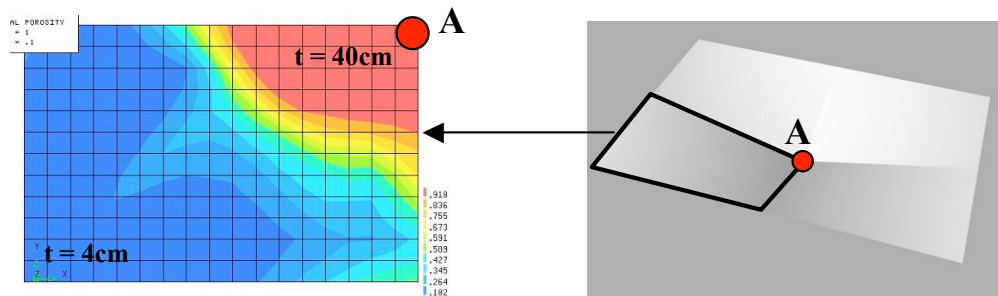 AL POROSITY
= 1
= .1
A
t = 40cm
t = 4cm
Y
Z X
.918
.836
.755
.673
.591
.509
.427
.345
.264
.182
A